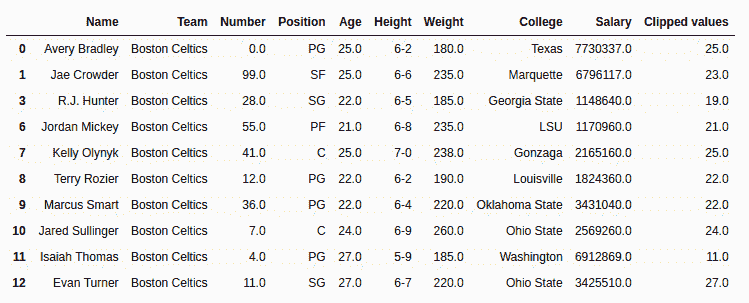 Name Team Number Position Age Height Weight College Salary Clipped values
0 Avery Bradley Boston Celtics 0.0 PG 25.0 6-2 180.0 Texas 7730337.0 25.0
1 Jae Crowder Boston Celtics 99.0 SF 25.0 6-6 235.0 Marquette 6796117.0 23.0
3 R.J. Hunter Boston Celtics 28.0 SG 22.0 6-5 185.0 Georgia State 1148640.0 19.0
6 Jordan Mickey Boston Celtics 55.0 PF 21.0 6-8 235.0 LSU 1170960.0 21.0
7 Kelly Olynyk Boston Celtics 41.0 C 25.0 7-0 238.0 Gonzaga 2165160.0 25.0
8 Terry Rozier Boston Celtics 12.0 PG 22.0 6-2 190.0 Louisville 1824360.0 22.0
9 Marcus Smart Boston Celtics 36.0 PG 22.0 6-4 220.0 Oklahoma State 3431040.0 22.0
10 Jared Sullinger Boston Celtics 7.0 C 24.0 6-9 260.0 Ohio State 2569260.0 24.0
11 Isaiah Thomas Boston Celtics 4.0 PG 27.0 5-9 185.0 Washington 6912869.0 11.0
12 Evan Turner Boston Celtics 11.0 SG 27.0 6-7 220.0 Ohio State 3425510.0 27.0